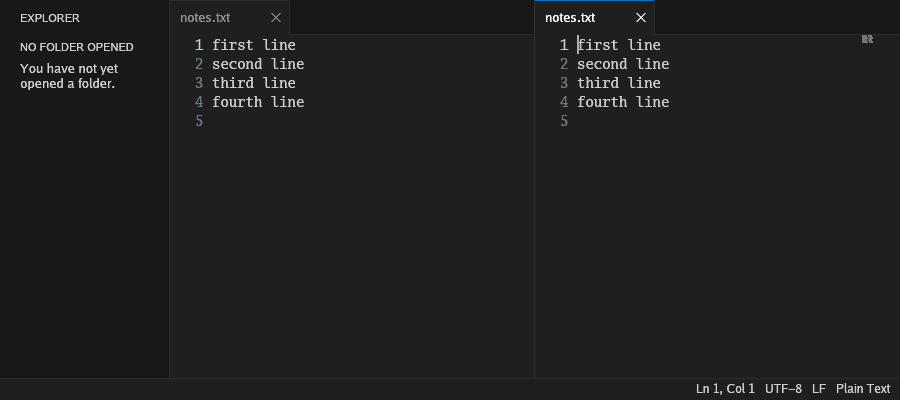 EXPLORER
NO FOLDER OPENED
You have not yet
opened a folder.
notes.txt
1 first line
2 second line
3 third line
4 fourth line
5
notes.txt
1 first line
2 second line
3 third line
4 fourth line
5
Ln 1, Col 1 UTF-8 LF Plain Text